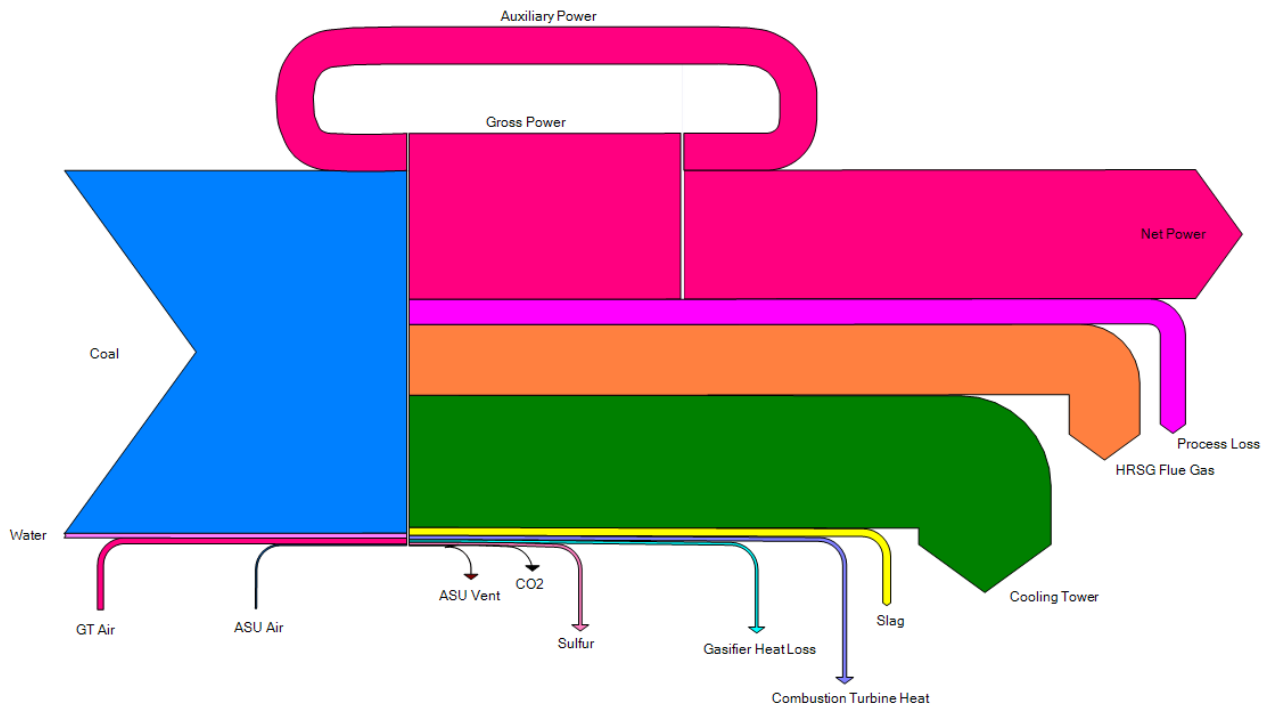 Auxiliary Power
Gross Power
Net Power
Coal
Process Loss
HRSG Flue Gas
Water
CO2
ASU Vent
Cooling Tower
Slag
GT Air
ASU Air
Sulfur
Gasifier Heat Loss
Combustion Turbine Heat